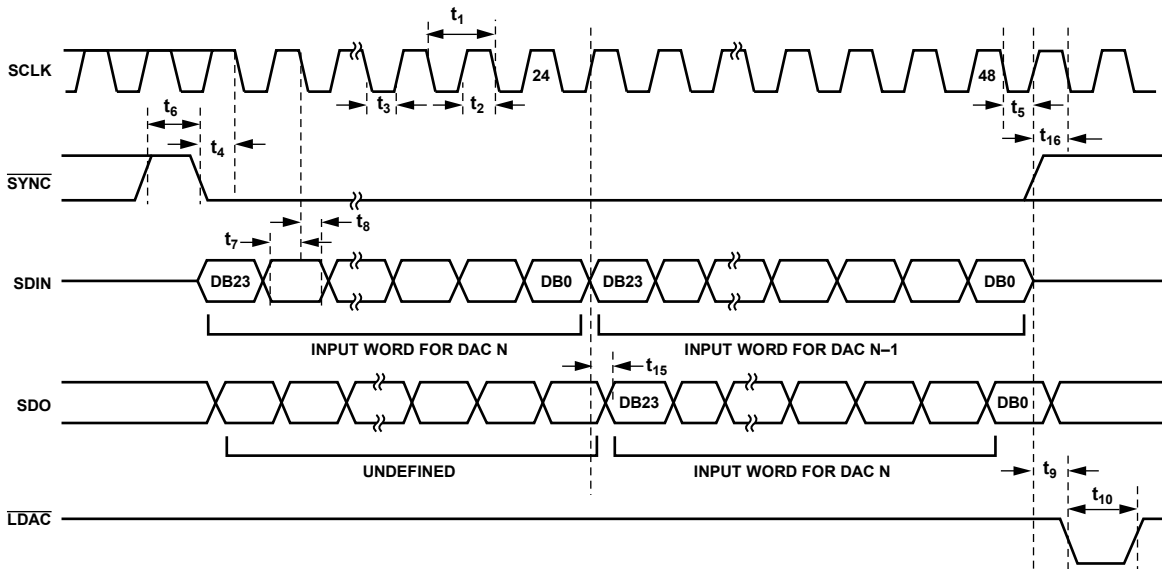 t1
SCLK
24
48
t3
t2
t5
t6
t4
t16
SYNC
t7
t8
SDIN
DB23
DB0
DB23
DB0
INPUT WORD FOR DAC N
INPUT WORD FOR DAC N–1
t15
SDO
DB23
DB0
UNDEFINED
INPUT WORD FOR DAC N
t9
t10
LDAC